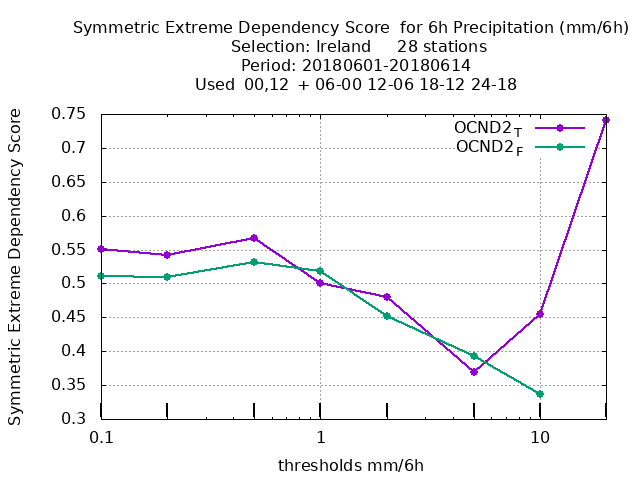 Symmetric Extreme Dependency Score for 6h Precipitation (mm/6h)
Selection: Ireland 28 stations
Period: 20180601-20180614
Used 00,12 + 06-00 12-06 18-12 24-18
Symmetric Extreme Dependency Score
0.75
0.7
0.65
0.6
0.55
0.5
0.45
0.4
0.35
0.3
OCND2T
OCND2F
0.1
1
10
thresholds mm/6h